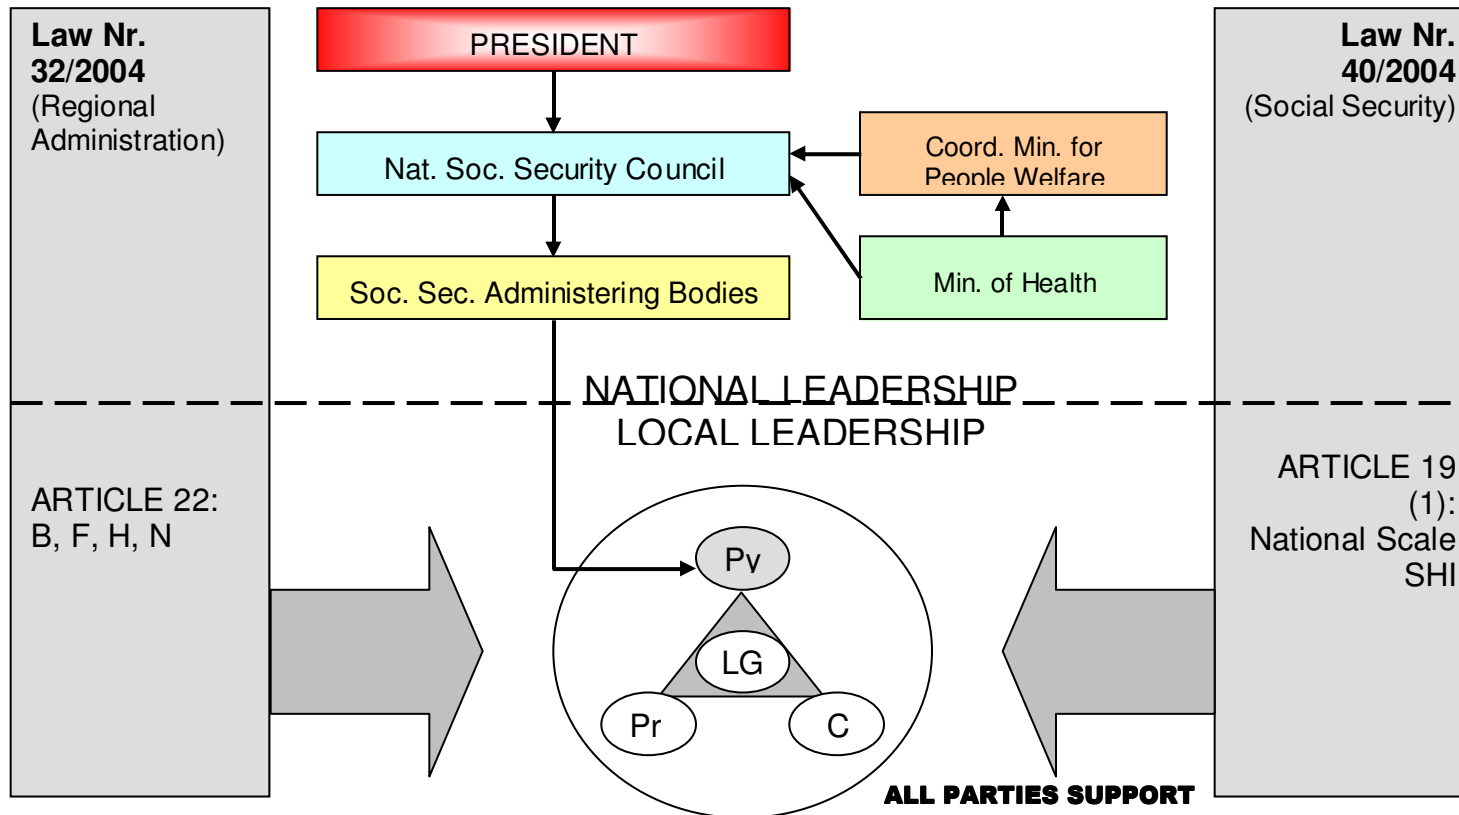 Law Nr.
32/2004
(Regional
Administration)
PRESIDENT
Nat. Soc. Security Council
Soc. Sec. Administering Bodies
Coord. Min. for
People Welfare
Min. of Health
Law Nr.
40/2004
(Social Security)
NATIONAL LEADERSHIP
LOCAL LEADERSHIP
ARTICLE 22:
B, F, H, N
Py
LG
Pr
C
ARTICLE 19
(1):
National Scale
SHI
ALL PARTIES SUPPORT